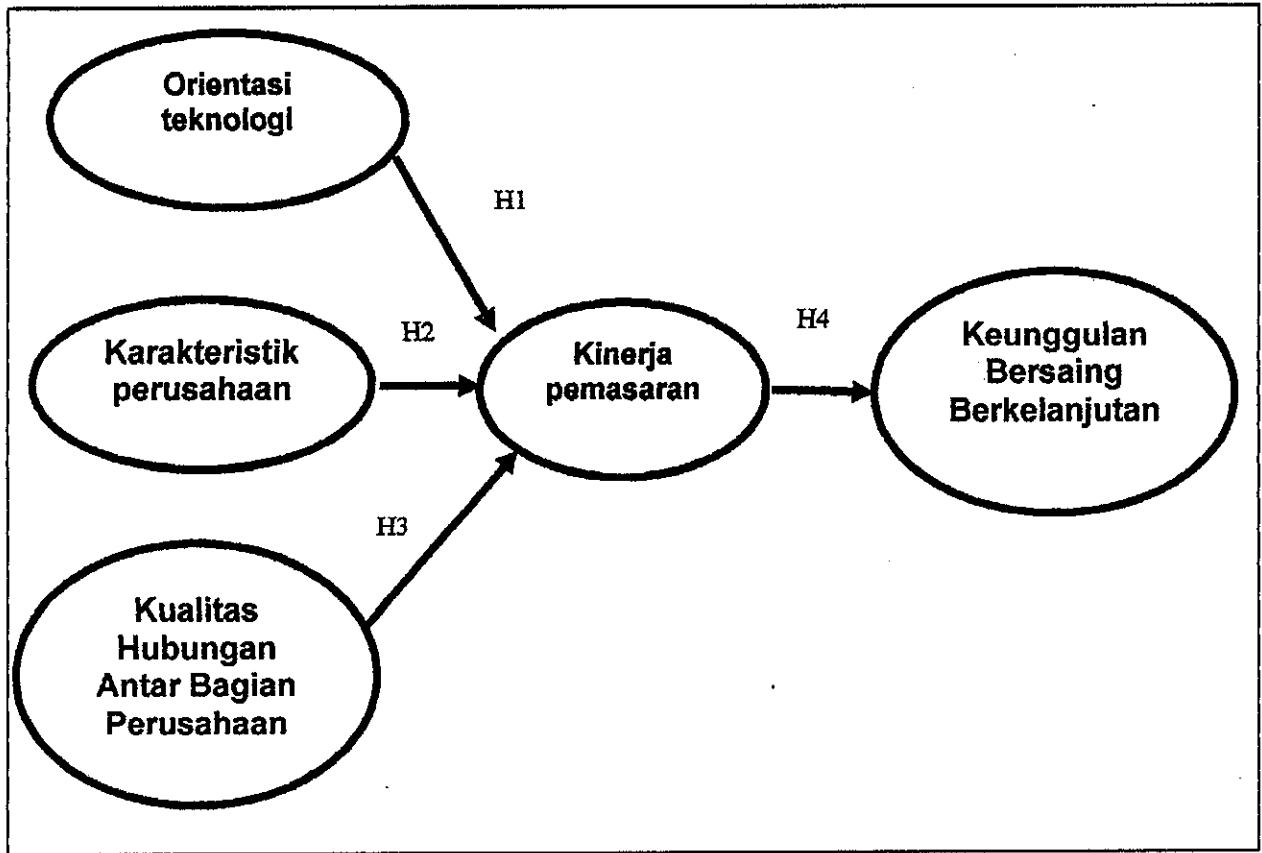 Orientasi
teknologi
H1
Karakteristik
perusahaan
H2
Kinerja
pemasaran
H4
Keunggulan
Bersaing
Berkelanjutan
H3
Kualitas
Hubungan
Antar Bagian
Perusahaan